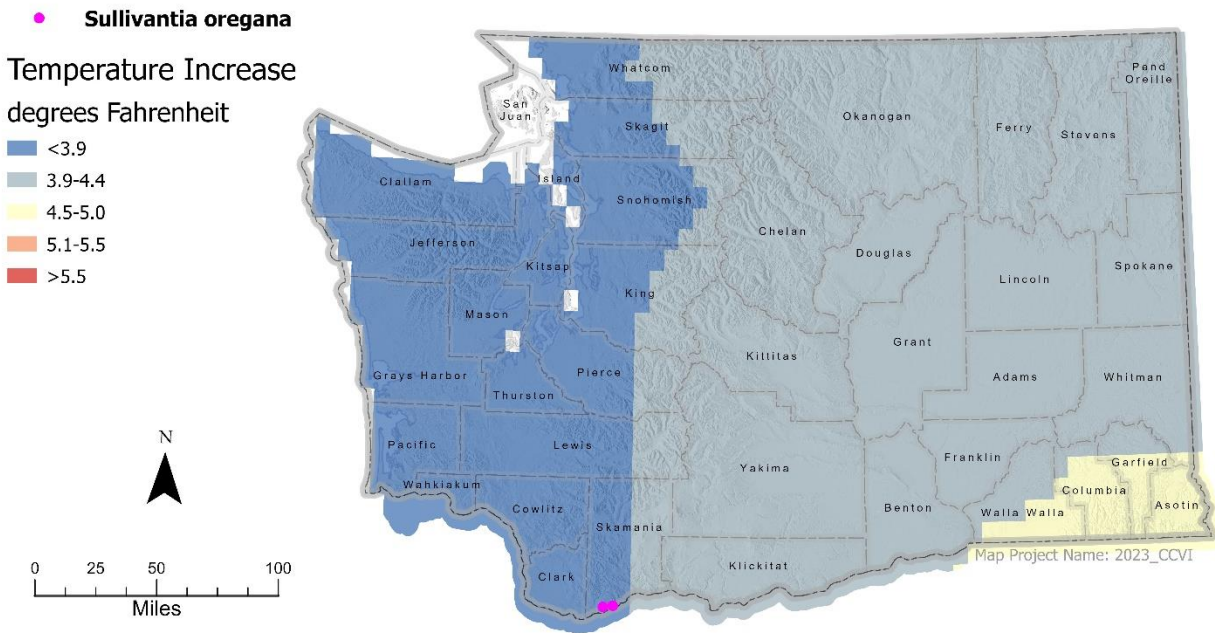 Sullivantia oregana
Temperature Increase
degrees Fahrenheit
<3.9
3.9-4.4
4.5-5.0
5.1-5.5
>5.5
N
0 25 50 100
Miles
Whatcom
Pand
Oreille
San
Juan
Okanogan
Ferry
Stevens
Skagit
Island
Clallam
Snohomish
Chelan
Jefferson
Douglas
Kitsap
Lincoln
Spokane
King
Mason
Grant
Kittitas
Grays Harbor
Pierce
Adams
Whitman
Thurston
Pacific
Lewis
Yakima
Franklin
Garfield
Wahkiakum
Columbia
Cowlitz
Benton
Walla Walla
Asotin
Skamania
Clark
Klickitat
Map Project Name: 2023_CCVI